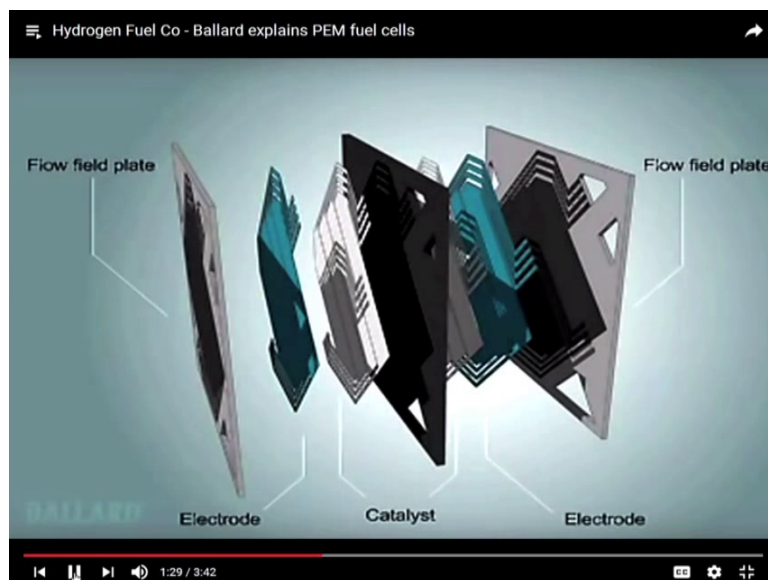 Hydrogen Fuel Co - Ballard explains PEM fuel cells
Flow field plate
Flow field plate
Electrode
Catalyst
Electrode
BALLARD
1:29 / 3:42
CC